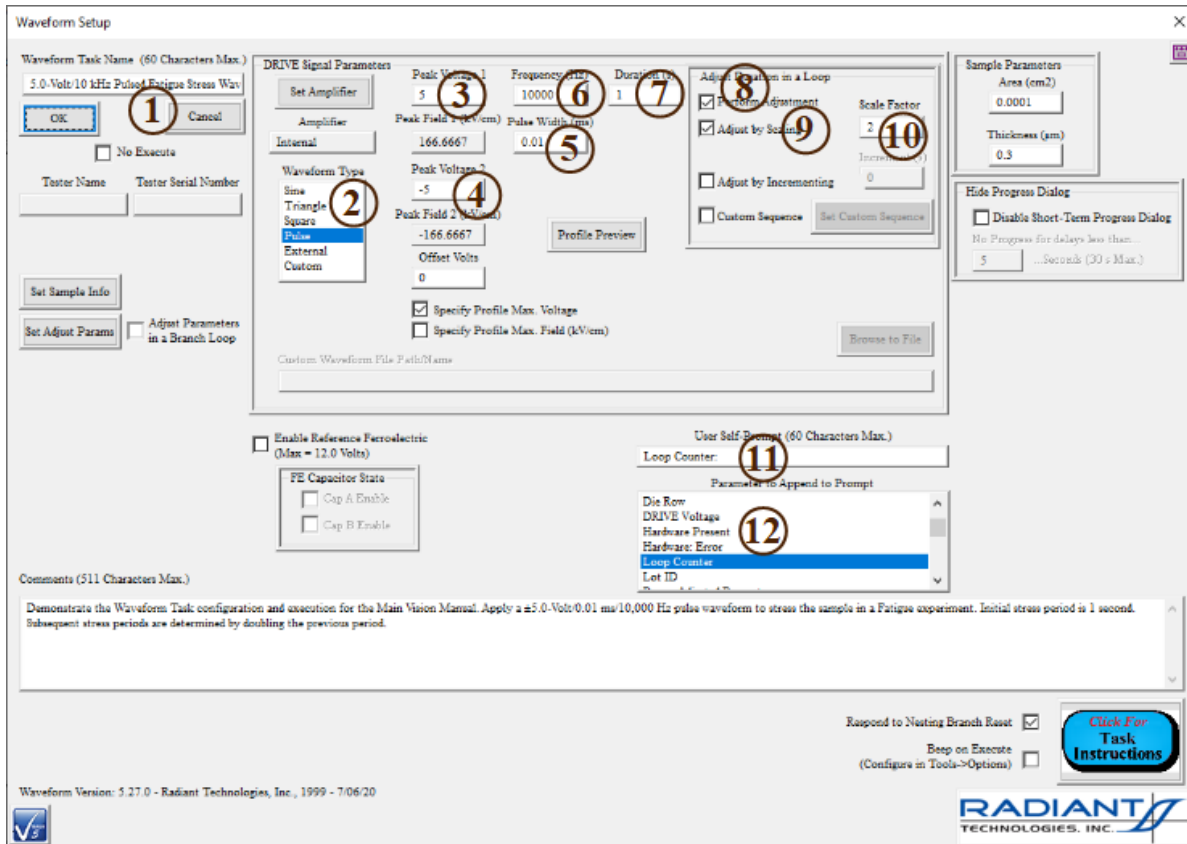 Waveform Setup
Waveform Task Name (60 Characters Max.)
5.0-Volt/10 kHz Pulsed Fatigue Stress Wav
1
OK
Cancel
No Execute
Tester Name
Tester Serial Number
Set Sample Info
Set Adjust Params
Adjust Parameters
in a Branch Loop
DRIVE Signal Parameters
Set Amplifier
Amplifier
Internal
Waveform Type
Sine
Triangle
Square
Pulse
External
Custom
2
Peak Voltage 1
5
3
Peak Field 1 (kV/cm)
166.6667
Peak Voltage 2
-5
4
Peak Field 2 (kV/cm)
-166.6667
Offset Volts
0
Frequency (Hz)
10000
6
Pulse Width (ms)
0.01
5
Duration (s)
1
7
Profile Preview
Specify Profile Max. Voltage
Specify Profile Max. Field (kV/cm)
Adjust Duration in a Loop
8
Perform Adjustment
Adjust by Scaling
9
Scale Factor
2
10
Increment (s)
0
Adjust by Incrementing
Custom Sequence
Set Custom Sequence
Browse to File
Custom Waveform File Path/Name
Sample Parameters
Area (cm2)
0.0001
Thickness (µm)
0.3
Hide Progress Dialog
Disable Short-Term Progress Dialog
No Progress for delays less than...
5
...Seconds (30 s Max.)
Enable Reference Ferroelectric
(Max = 12.0 Volts)
FE Capacitor State
Cap A Enable
Cap B Enable
User Self-Prompt (60 Characters Max.)
Loop Counter:
11
Parameter to Append to Prompt
Die Row
DRIVE Voltage
Hardware Present
Hardware: Error
Loop Counter
Lot ID
12
Comments (511 Characters Max.)
Demonstrate the Waveform Task configuration and execution for the Main Vision Manual. Apply a ±5.0-Volt/0.01 ms/10,000 Hz pulse waveform to stress the sample in a Fatigue experiment. Initial stress period is 1 second.
Subsequent stress periods are determined by doubling the previous period.
Respond to Nesting Branch Reset
Beep on Execute
(Configure in Tools->Options)
Click For
Task
Instructions
Waveform Version: 5.27.0 - Radiant Technologies, Inc., 1999 - 7/06/20
RADIANT
TECHNOLOGIES, INC.